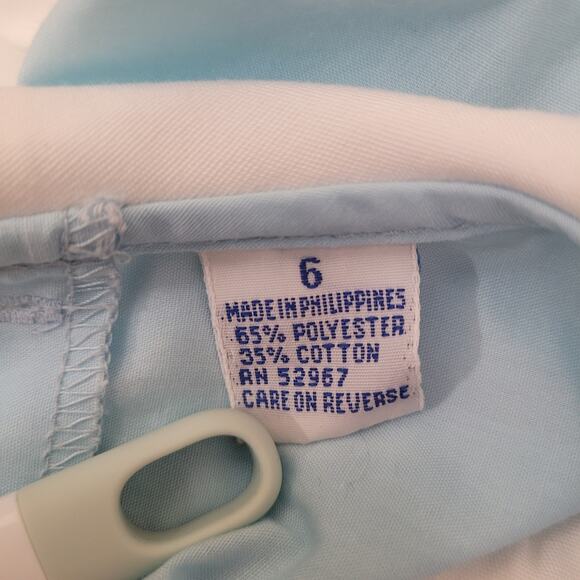 6
MADE IN PHILIPPINES
65% POLYESTER
35% COTTON
RN 52967
CARE ON REVERSE